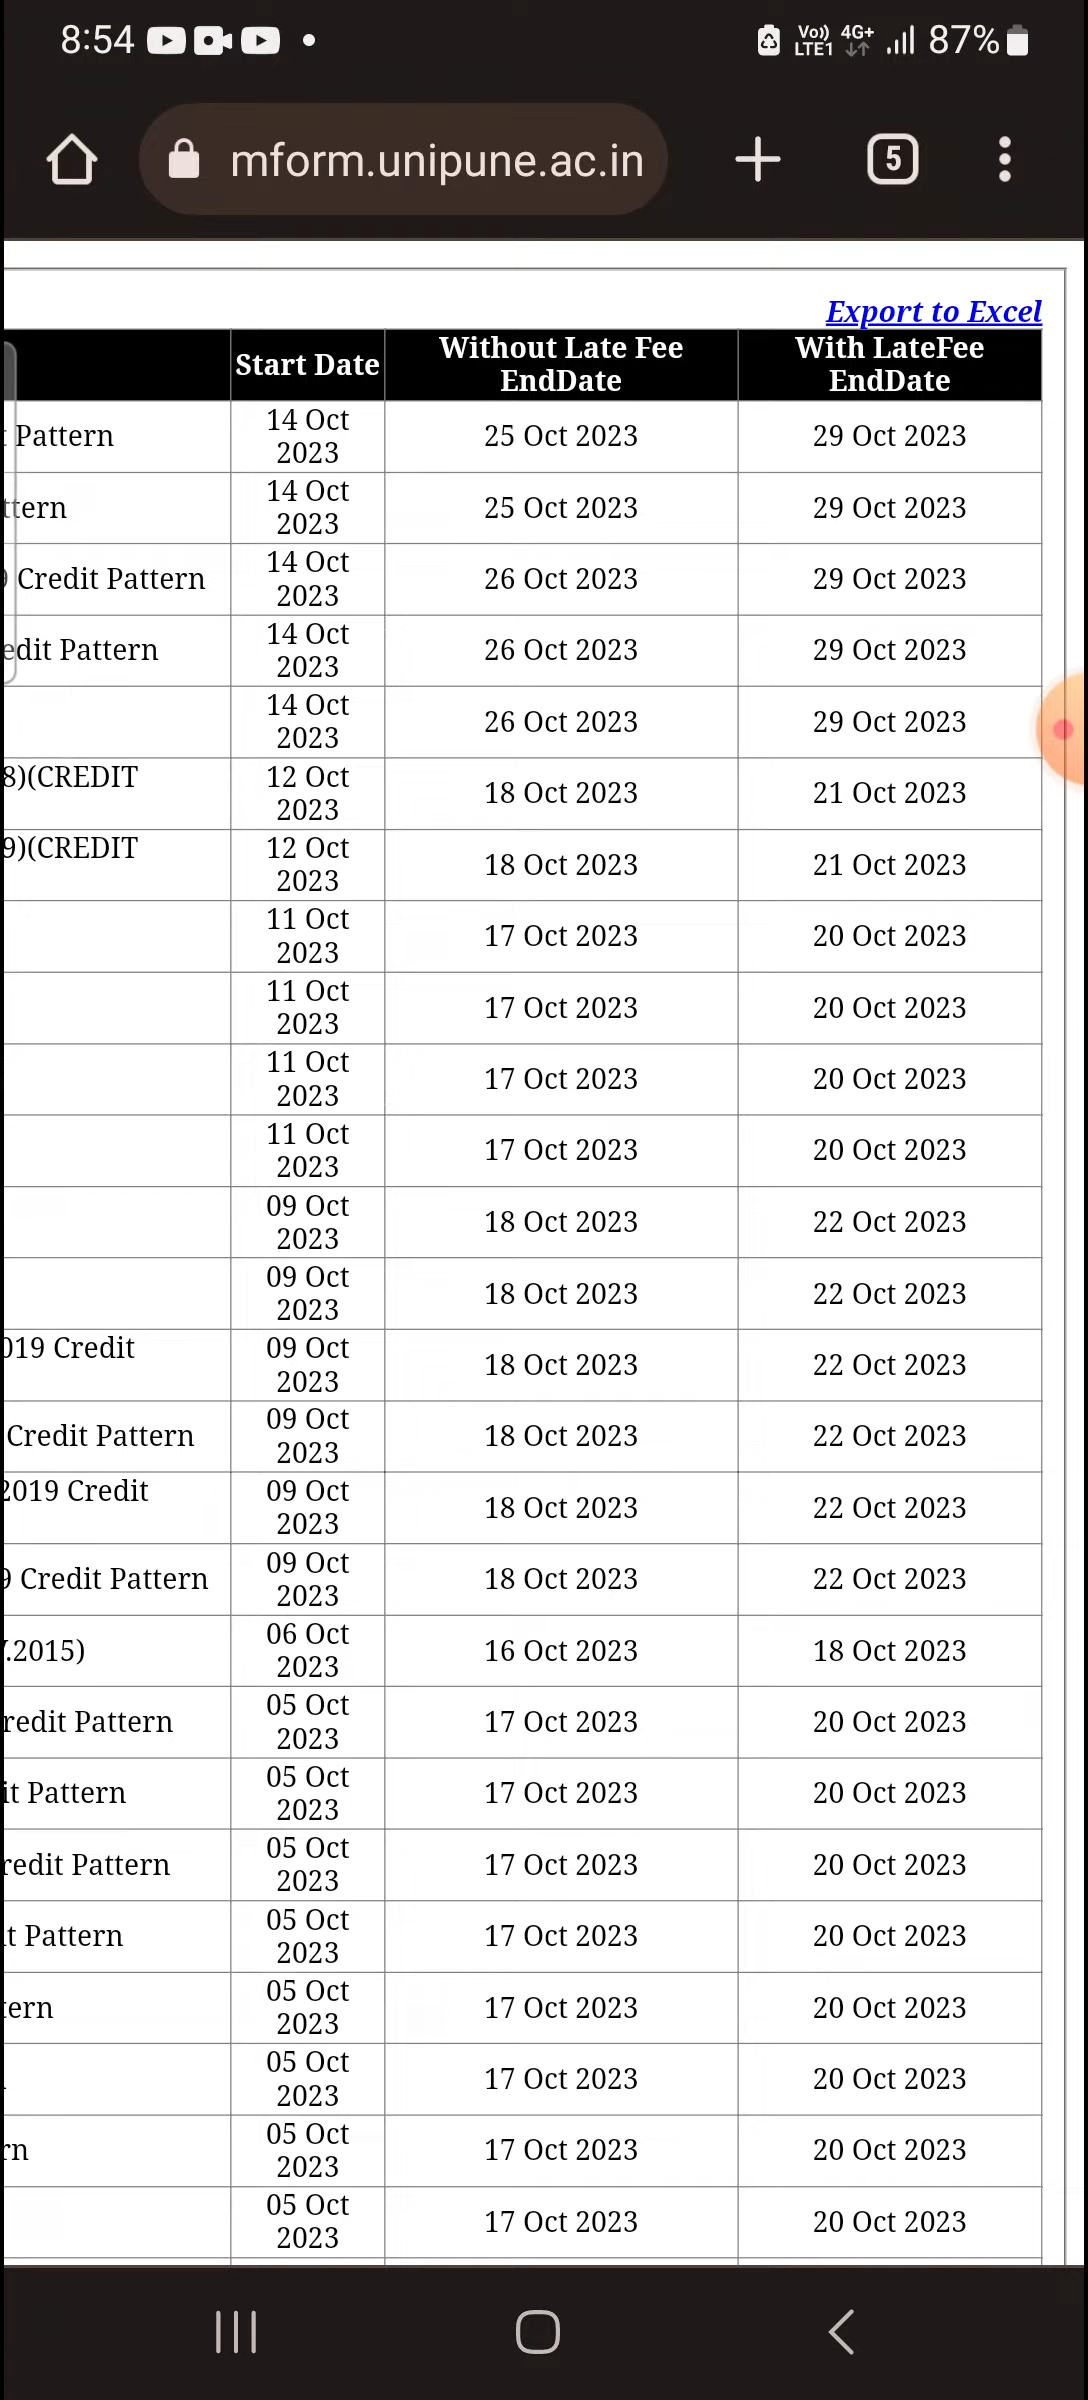 8:54
Vo)) LTE1 4G+ 87%
mform.unipune.ac.in
5
Export to Excel
Start Date Without Late Fee EndDate With LateFee EndDate
Pattern 14 Oct 2023 25 Oct 2023 29 Oct 2023
ttern 14 Oct 2023 25 Oct 2023 29 Oct 2023
9 Credit Pattern 14 Oct 2023 26 Oct 2023 29 Oct 2023
edit Pattern 14 Oct 2023 26 Oct 2023 29 Oct 2023
14 Oct 2023 26 Oct 2023 29 Oct 2023
8)(CREDIT 12 Oct 2023 18 Oct 2023 21 Oct 2023
9)(CREDIT 12 Oct 2023 18 Oct 2023 21 Oct 2023
11 Oct 2023 17 Oct 2023 20 Oct 2023
11 Oct 2023 17 Oct 2023 20 Oct 2023
11 Oct 2023 17 Oct 2023 20 Oct 2023
11 Oct 2023 17 Oct 2023 20 Oct 2023
09 Oct 2023 18 Oct 2023 22 Oct 2023
09 Oct 2023 18 Oct 2023 22 Oct 2023
019 Credit 09 Oct 2023 18 Oct 2023 22 Oct 2023
Credit Pattern 09 Oct 2023 18 Oct 2023 22 Oct 2023
2019 Credit 09 Oct 2023 18 Oct 2023 22 Oct 2023
9 Credit Pattern 09 Oct 2023 18 Oct 2023 22 Oct 2023
.2015) 06 Oct 2023 16 Oct 2023 18 Oct 2023
redit Pattern 05 Oct 2023 17 Oct 2023 20 Oct 2023
it Pattern 05 Oct 2023 17 Oct 2023 20 Oct 2023
redit Pattern 05 Oct 2023 17 Oct 2023 20 Oct 2023
it Pattern 05 Oct 2023 17 Oct 2023 20 Oct 2023
tern 05 Oct 2023 17 Oct 2023 20 Oct 2023
05 Oct 2023 17 Oct 2023 20 Oct 2023
rn 05 Oct 2023 17 Oct 2023 20 Oct 2023
05 Oct 2023 17 Oct 2023 20 Oct 2023